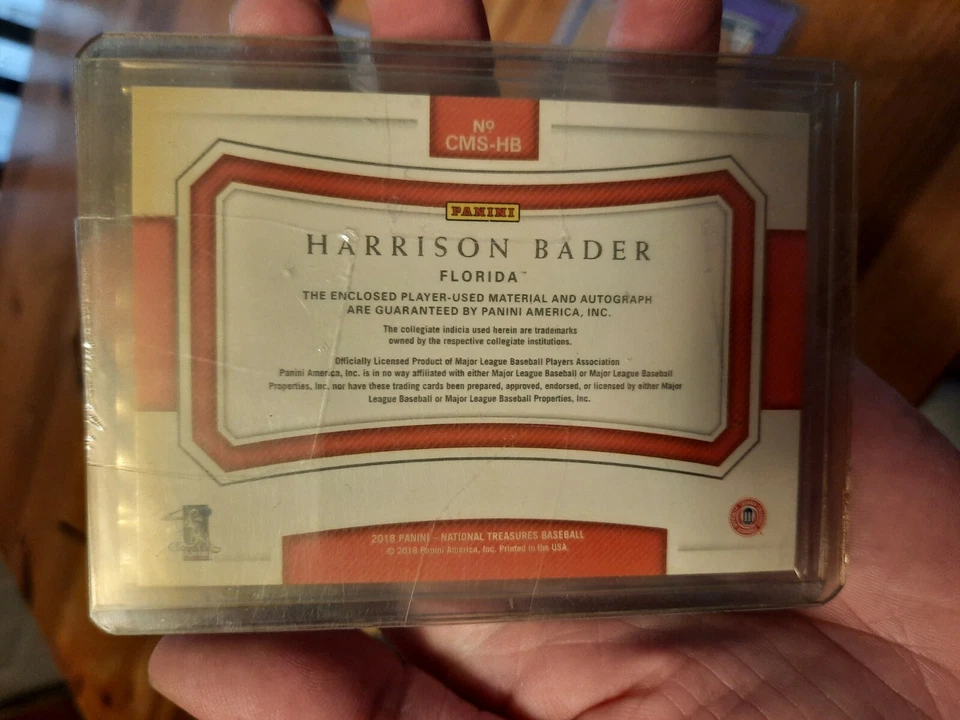 Nº
CMS-HB
PANINI
HARRISON BADER
FLORIDA™
THE ENCLOSED PLAYER-USED MATERIAL AND AUTOGRAPH
ARE GUARANTEED BY PANINI AMERICA, INC.
The collegiate indicia used herein are trademarks
owned by the respective collegiate institutions.
Officially Licensed Product of Major League Baseball Players Association
Panini America, Inc. is in no way affiliated with either Major League Baseball or Major League Baseball
Properties, Inc. nor have these trading cards been prepared, approved, endorsed, or licensed by either Major
League Baseball or Major League Baseball Properties, Inc.
2018 PANINI – NATIONAL TREASURES BASEBALL
© 2018 Panini America, Inc. Printed in the USA.